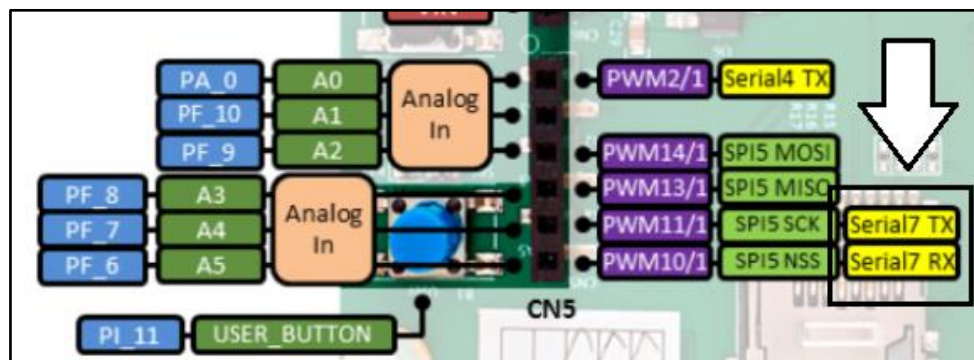 VIN
PA_0 A0 Analog In PWM2/1 Serial4 TX
PF_10 A1
PF_9 A2 PWM14/1 SPI5 MOSI
PF_8 A3 Analog In PWM13/1 SPI5 MISO
PF_7 A4 PWM11/1 SPI5 SCK Serial7 TX
PF_6 A5 PWM10/1 SPI5 NSS Serial7 RX
CN5
PI_11 USER_BUTTON